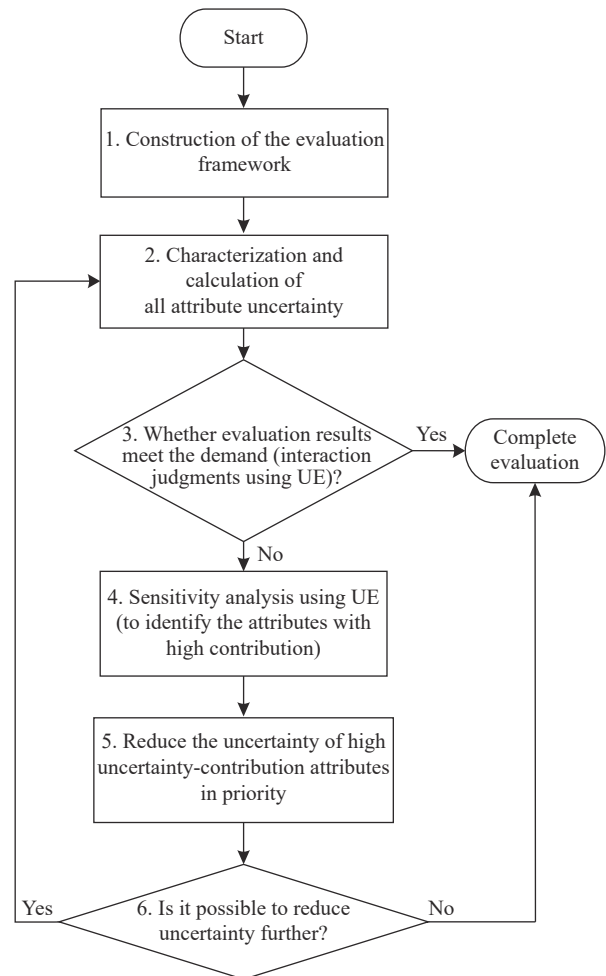 Start
1. Construction of the evaluation
framework
2. Characterization and
calculation of
all attribute uncertainty
3. Whether evaluation results
meet the demand (interaction
judgments using UE)?
Yes
Complete
evaluation
No
4. Sensitivity analysis using UE
(to identify the attributes with
high contribution)
5. Reduce the uncertainty of high
uncertainty-contribution attributes
in priority
Yes
6. Is it possible to reduce
uncertainty further?
No